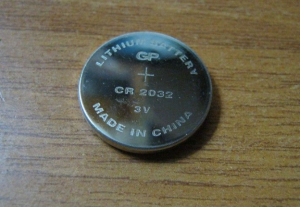 LITHIUM BATTERY
GP
+
CR 2032
3V
MADE IN CHINA